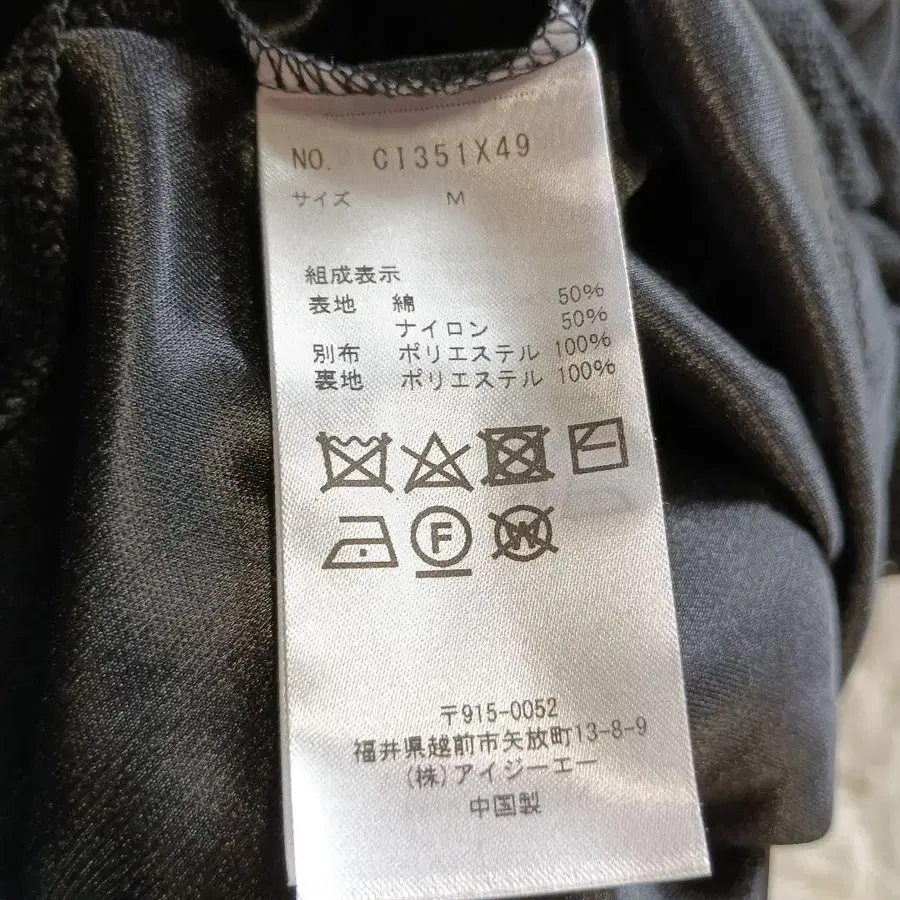 NO. CI351X49
サイズ M
組成表示
表地 綿 50%
ナイロン 50%
別布 ポリエステル 100%
裏地 ポリエステル 100%
F W
〒915-0052
福井県越前市矢放町13-8-9
(株)アイジーエー
中国製